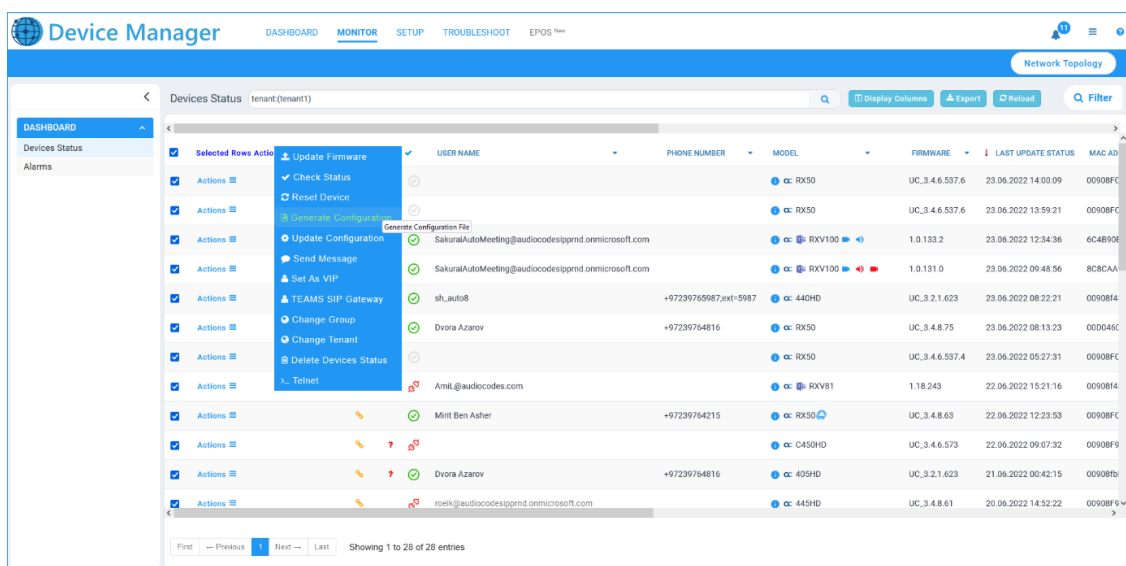 Device Manager DASHBOARD MONITOR SETUP TROUBLESHOOT EPOS New 11
Network Topology
Devices Status tenant:(tenant1) Display Columns Export Reload Filter
DASHBOARD
Devices Status
Alarms
Selected Rows Actio USER NAME PHONE NUMBER MODEL FIRMWARE LAST UPDATE STATUS MAC AD
Update Firmware
Check Status
Reset Device
Generate Configuration
Generate Configuration File
Update Configuration
Send Message
Set As VIP
TEAMS SIP Gateway
Change Group
Change Tenant
Delete Devices Status
>_ Telnet
Actions RX50 UC_3.4.6.537.6 23.06.2022 14:00:09 00908FC
Actions RX50 UC_3.4.6.537.6 23.06.2022 13:59:21 00908FC
Actions SakuraiAutoMeeting@audiocodesipprnd.onmicrosoft.com RXV100 1.0.133.2 23.06.2022 12:34:36 6C4B90E
Actions SakuraiAutoMeeting@audiocodesipprnd.onmicrosoft.com RXV100 1.0.131.0 23.06.2022 09:48:56 8C8CAA
Actions sh_auto8 +97239765987;ext=5987 440HD UC_3.2.1.623 23.06.2022 08:22:21 00908f4
Actions Dvora Azarov +97239764816 RX50 UC_3.4.8.75 23.06.2022 08:13:23 00D046C
Actions RX50 UC_3.4.6.537.4 23.06.2022 05:27:31 00908FC
Actions AmiL@audiocodes.com RXV81 1.18.243 22.06.2022 15:21:16 00908f4
Actions Mirit Ben Asher +97239764215 RX50 UC_3.4.8.63 22.06.2022 12:23:53 00908FC
Actions ? C450HD UC_3.4.6.573 22.06.2022 09:07:32 00908F9
Actions ? Dvora Azarov +97239764816 405HD UC_3.2.1.623 21.06.2022 00:42:15 00908fb
Actions roeik@audiocodesipprnd.onmicrosoft.com 445HD UC_3.4.8.61 20.06.2022 14:52:22 00908F9
First ← Previous 1 Next → Last Showing 1 to 28 of 28 entries